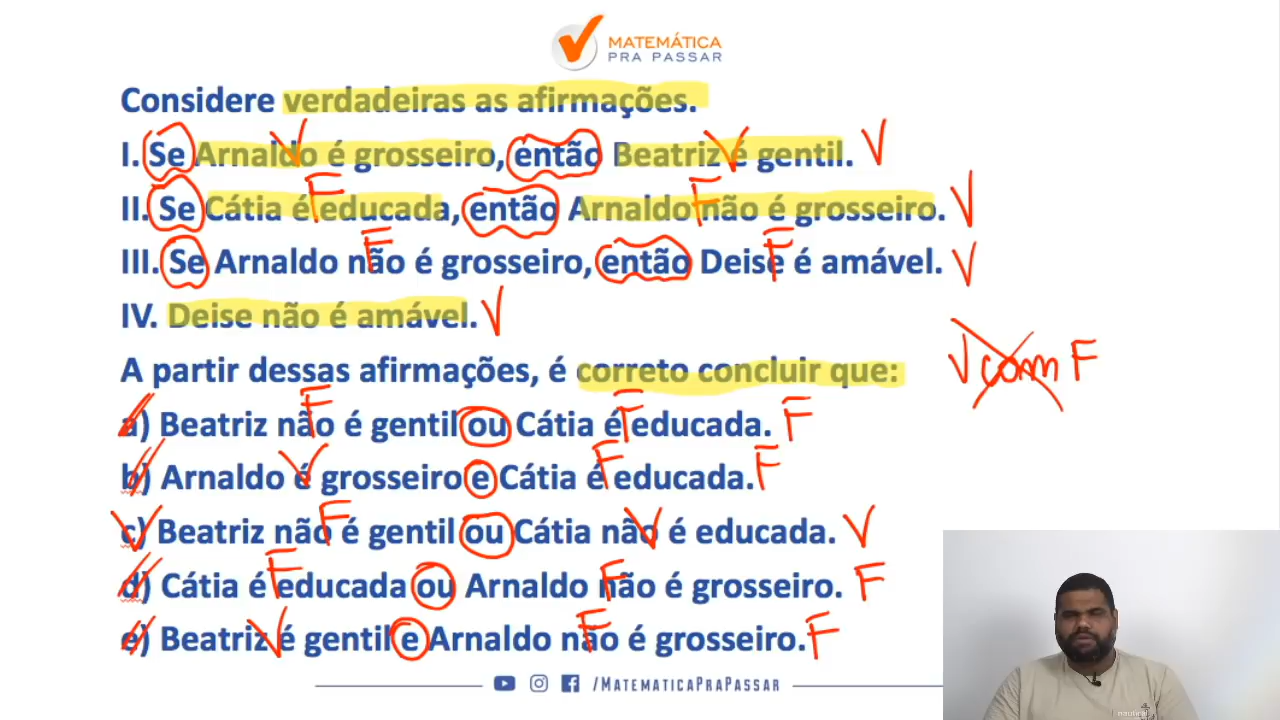 MATEMÁTICA
PRA PASSAR
Considere verdadeiras as afirmações.
I. Se Arnaldo é grosseiro, então Beatriz é gentil. V
V V
II. Se Cátia é educada, então Arnaldo não é grosseiro. V
F F
III. Se Arnaldo não é grosseiro, então Deise é amável. V
F F
IV. Deise não é amável. V
A partir dessas afirmações, é correto concluir que:
V com F
a) Beatriz não é gentil ou Cátia é educada. F
F F
b) Arnaldo é grosseiro e Cátia é educada. F
V F
c) Beatriz não é gentil ou Cátia não é educada. V
F V
d) Cátia é educada ou Arnaldo não é grosseiro. F
F F
e) Beatriz é gentil e Arnaldo não é grosseiro. F
V F
/MATEMATICAPRAPASSAR